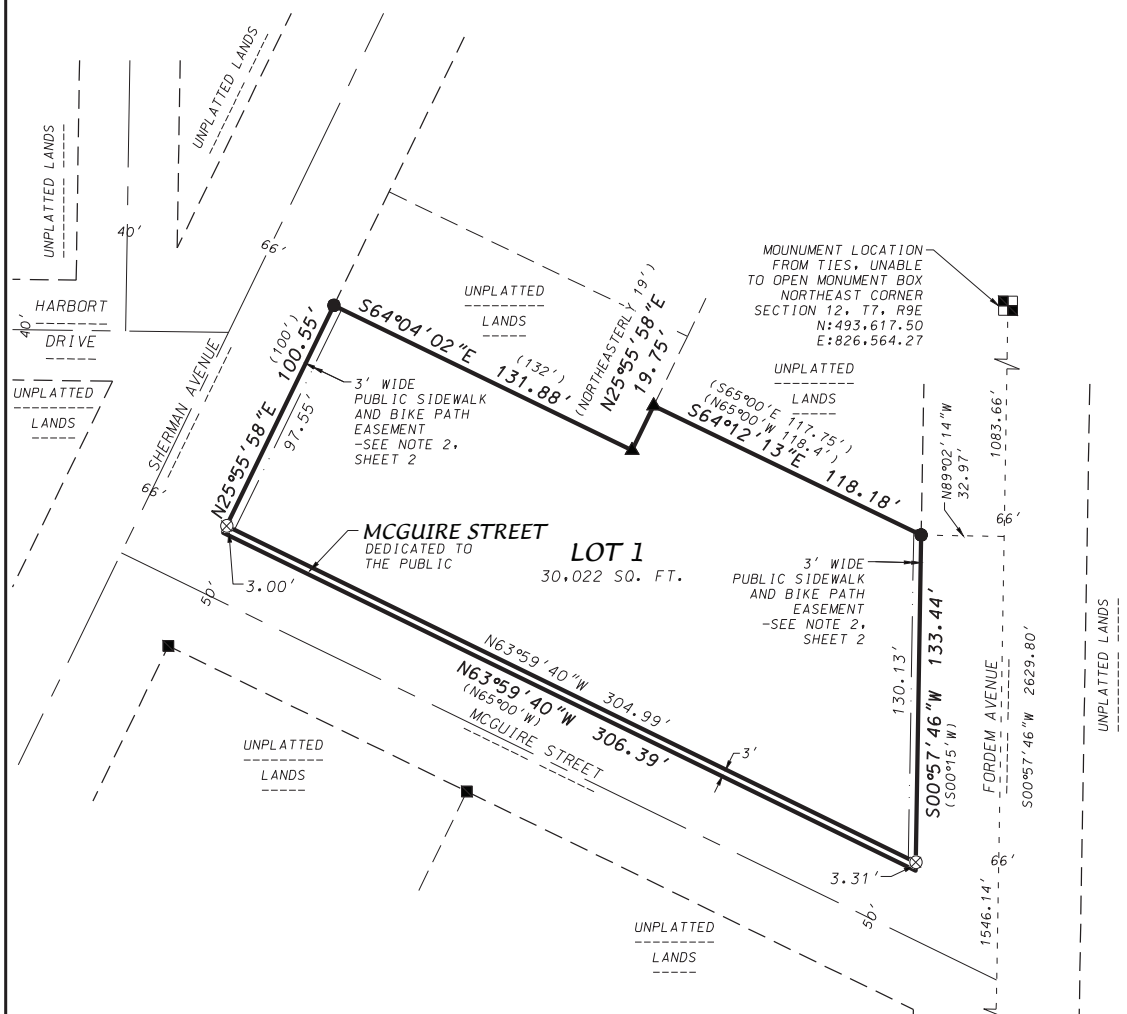 UNPLATTED LANDS
UNPLATTED LANDS
40'
66'
HARBORT
DRIVE
40'
UNPLATTED
LANDS
SHERMAN AVENUE
66'
(100')
100.55'
N25°55'58"E
97.55'
3' WIDE
PUBLIC SIDEWALK
AND BIKE PATH
EASEMENT
-SEE NOTE 2,
SHEET 2
S64°04'02"E
(132')
131.88'
UNPLATTED
LANDS
(NORTHEASTERLY 19')
N25°55'58"E
19.75'
MOUNUMENT LOCATION
FROM TIES, UNABLE
TO OPEN MONUMENT BOX
NORTHEAST CORNER
SECTION 12, T7, R9E
N:493,617.50
E:826,564.27
UNPLATTED
LANDS
(S65°00'E 117.75')
(N65°00'W 118.4')
S64°12'13"E 118.18'
N89°02'14"W
32.97'
1083.66'
66'
MCGUIRE STREET
DEDICATED TO
THE PUBLIC
LOT 1
30,022 SQ. FT.
3' WIDE
PUBLIC SIDEWALK
AND BIKE PATH
EASEMENT
-SEE NOTE 2,
SHEET 2
3.00'
50'
N63°59'40"W 304.99'
N63°59'40"W 306.39'
(N65°00'W)
MCGUIRE STREET
3'
130.13'
S00°57'46"W 133.44'
(S00°15'W)
FORDEM AVENUE
S00°57'46"W 2629.80'
UNPLATTED LANDS
UNPLATTED
LANDS
3.31'
66'
50'
1546.14'
UNPLATTED
LANDS